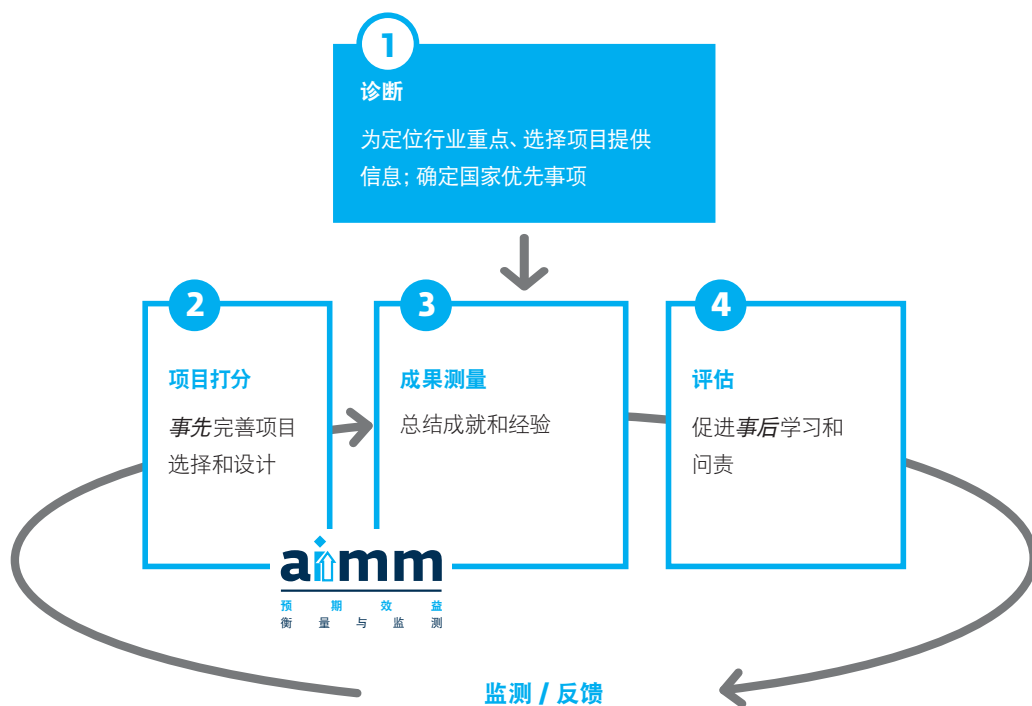 1
诊断
为定位行业重点、选择项目提供
信息; 确定国家优先事项
2
项目打分
事先完善项目
选择和设计
3
成果测量
总结成就和经验
4
评估
促进事后学习和
问责
aimm
预期效益
衡量与监测
监测 / 反馈